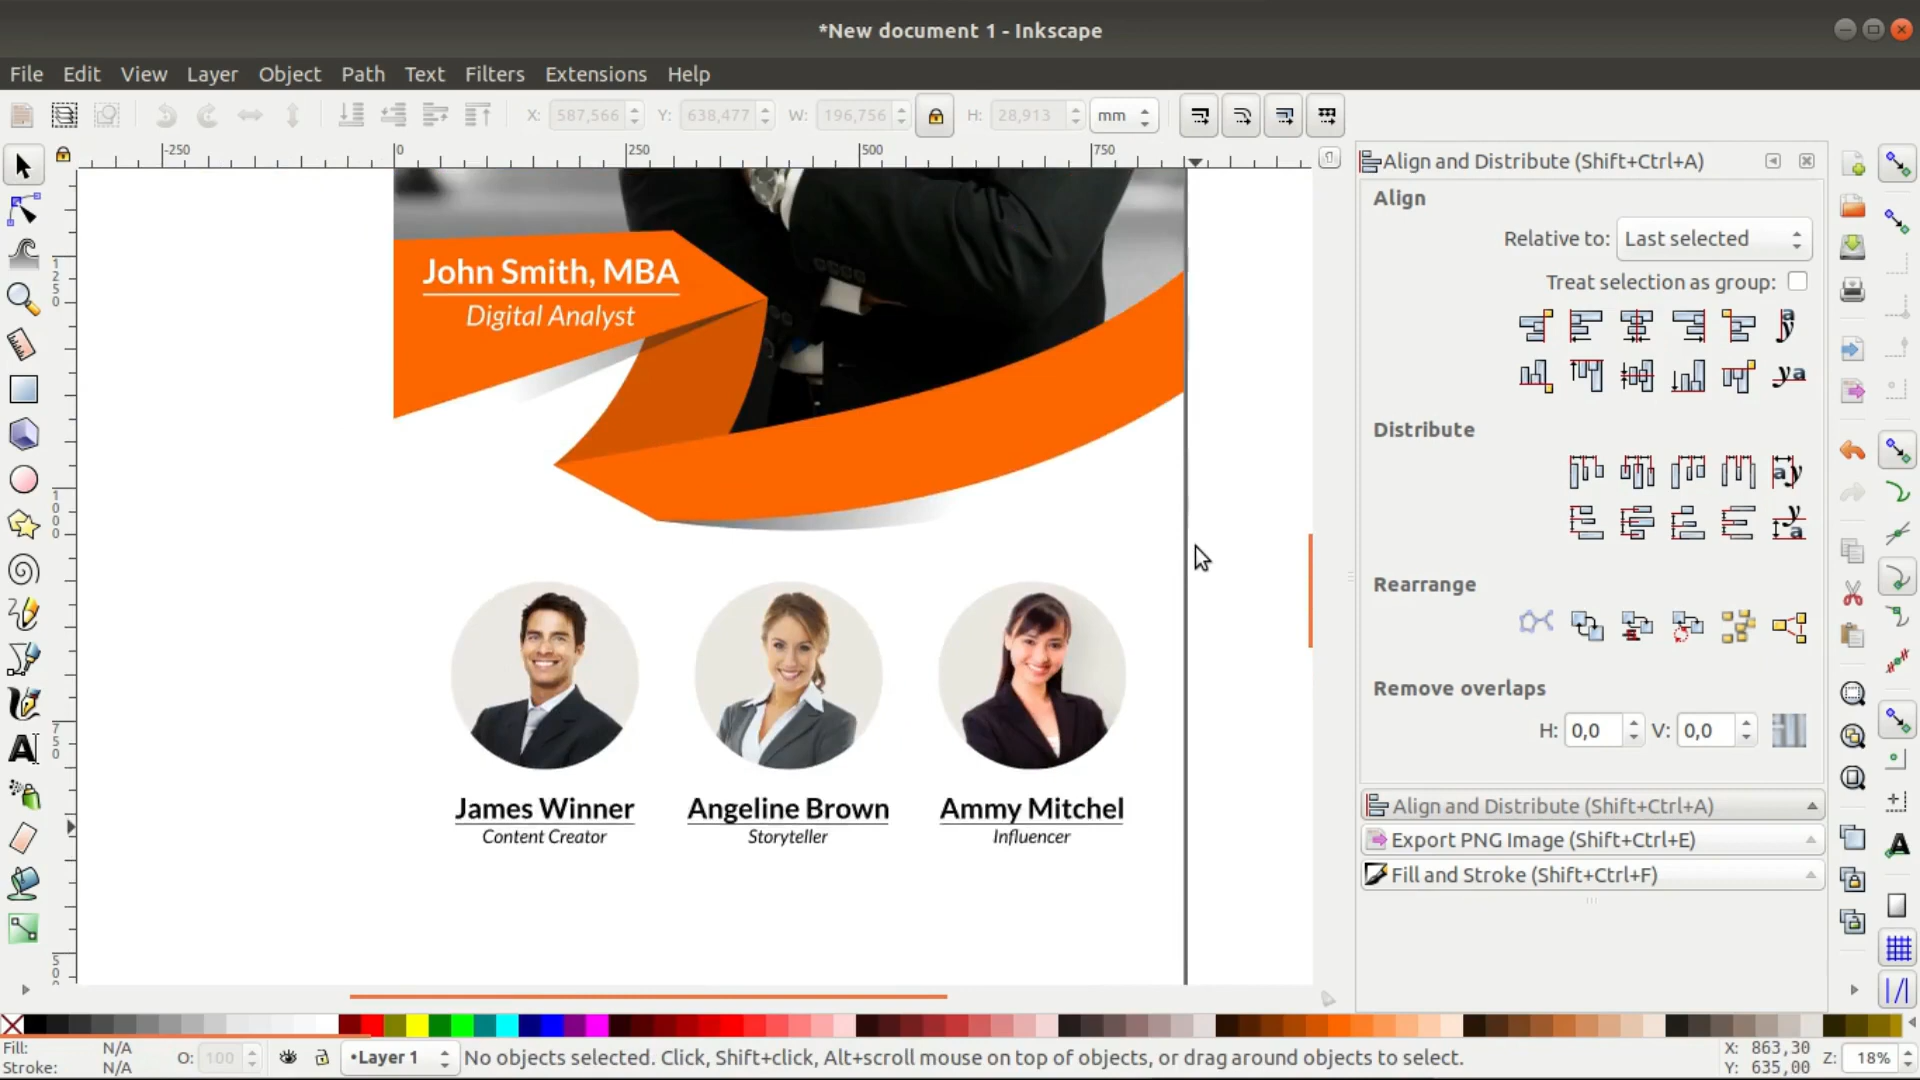 *New document 1 - Inkscape
File Edit View Layer Object Path Text Filters Extensions Help
X: 587,566 Y: 638,477 W: 196,756 H: 28,913 mm
-250 0 250 500 750
Align and Distribute (Shift+Ctrl+A)
Align
Relative to: Last selected
Treat selection as group:
Distribute
Rearrange
Remove overlaps
H: 0,0 V: 0,0
Align and Distribute (Shift+Ctrl+A)
Export PNG Image (Shift+Ctrl+E)
Fill and Stroke (Shift+Ctrl+F)
1250
1000
750
500
John Smith, MBA
Digital Analyst
James Winner
Content Creator
Angeline Brown
Storyteller
Ammy Mitchel
Influencer
Fill: N/A
Stroke: N/A
O: 100
•Layer 1
No objects selected. Click, Shift+click, Alt+scroll mouse on top of objects, or drag around objects to select.
X: 863,30
Y: 635,00
Z: 18%